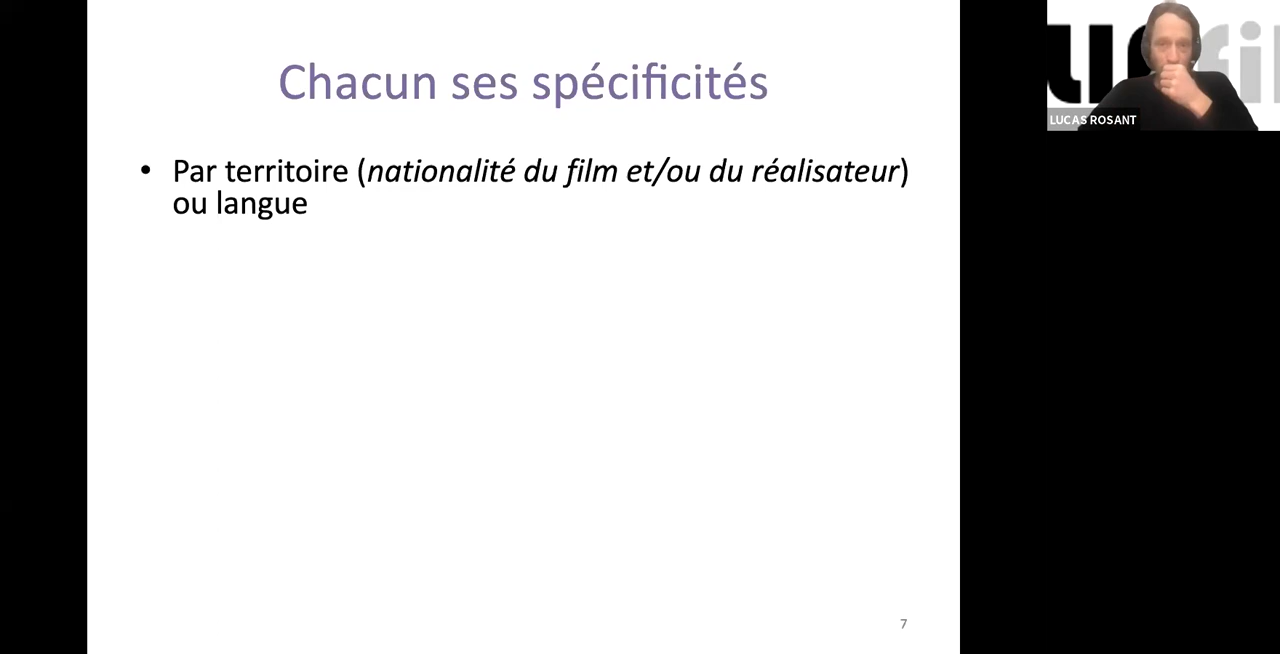 Chacun ses spécificités
• Par territoire (nationalité du film et/ou du réalisateur)
ou langue
7
LUCAS ROSANT